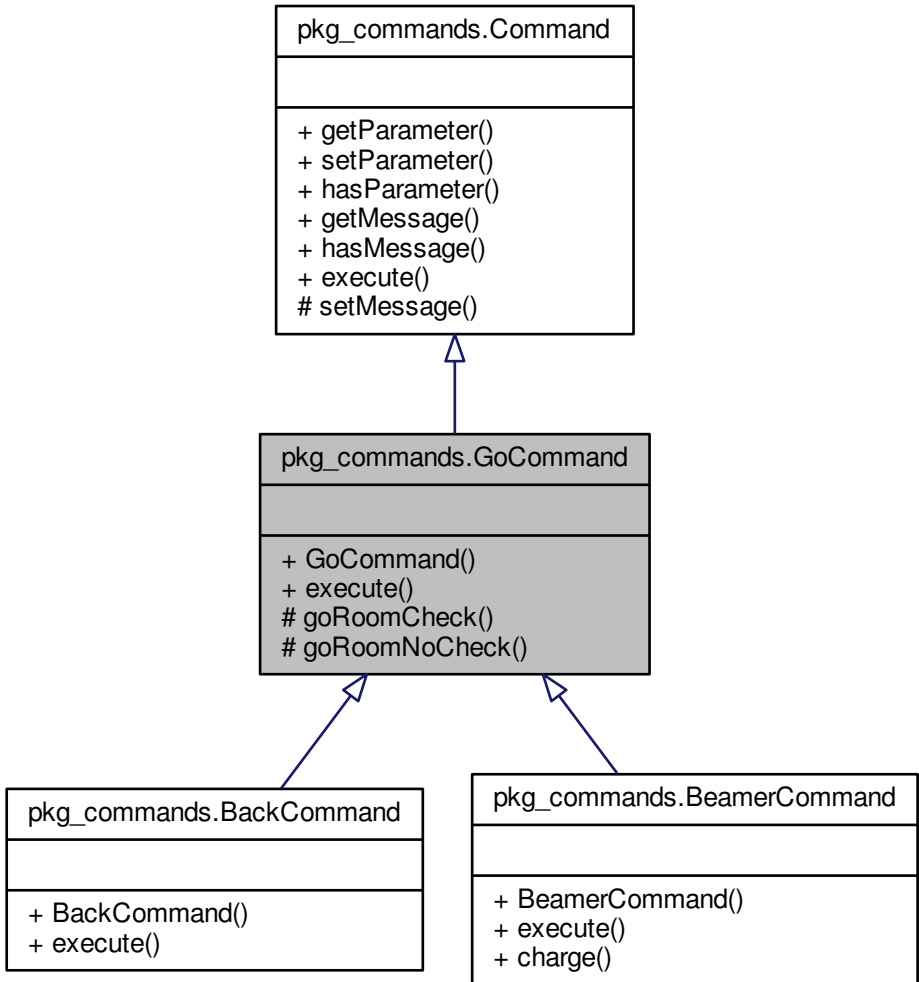 pkg_commands.Command
+ getParameter()
+ setParameter()
+ hasParameter()
+ getMessage()
+ hasMessage()
+ execute()
# setMessage()
pkg_commands.GoCommand
+ GoCommand()
+ execute()
# goRoomCheck()
# goRoomNoCheck()
pkg_commands.BackCommand
+ BackCommand()
+ execute()
pkg_commands.BeamerCommand
+ BeamerCommand()
+ execute()
+ charge()